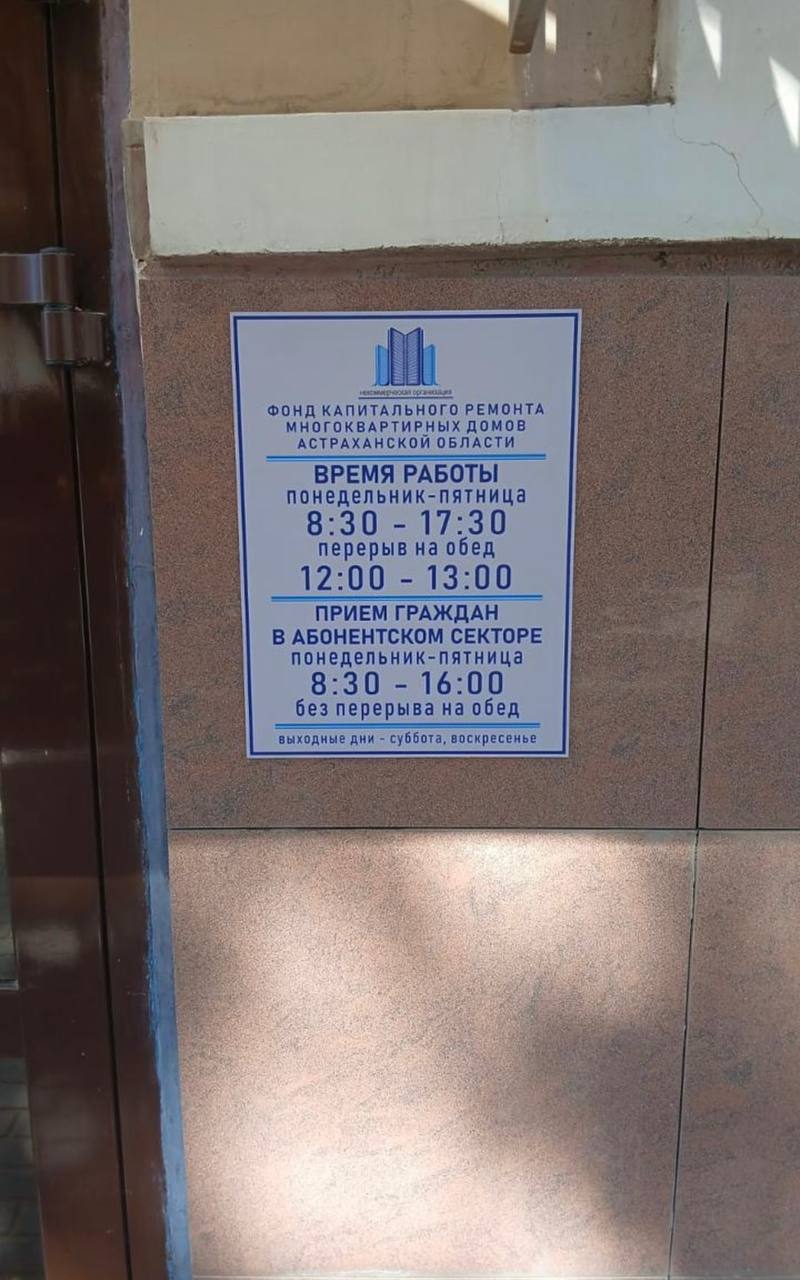 некоммерческая организация
ФОНД КАПИТАЛЬНОГО РЕМОНТА
МНОГОКВАРТИРНЫХ ДОМОВ
АСТРАХАНСКОЙ ОБЛАСТИ
ВРЕМЯ РАБОТЫ
понедельник-пятница
8:30 - 17:30
перерыв на обед
12:00 - 13:00
ПРИЕМ ГРАЖДАН
В АБОНЕНТСКОМ СЕКТОРЕ
понедельник-пятница
8:30 - 16:00
без перерыва на обед
выходные дни - суббота, воскресенье